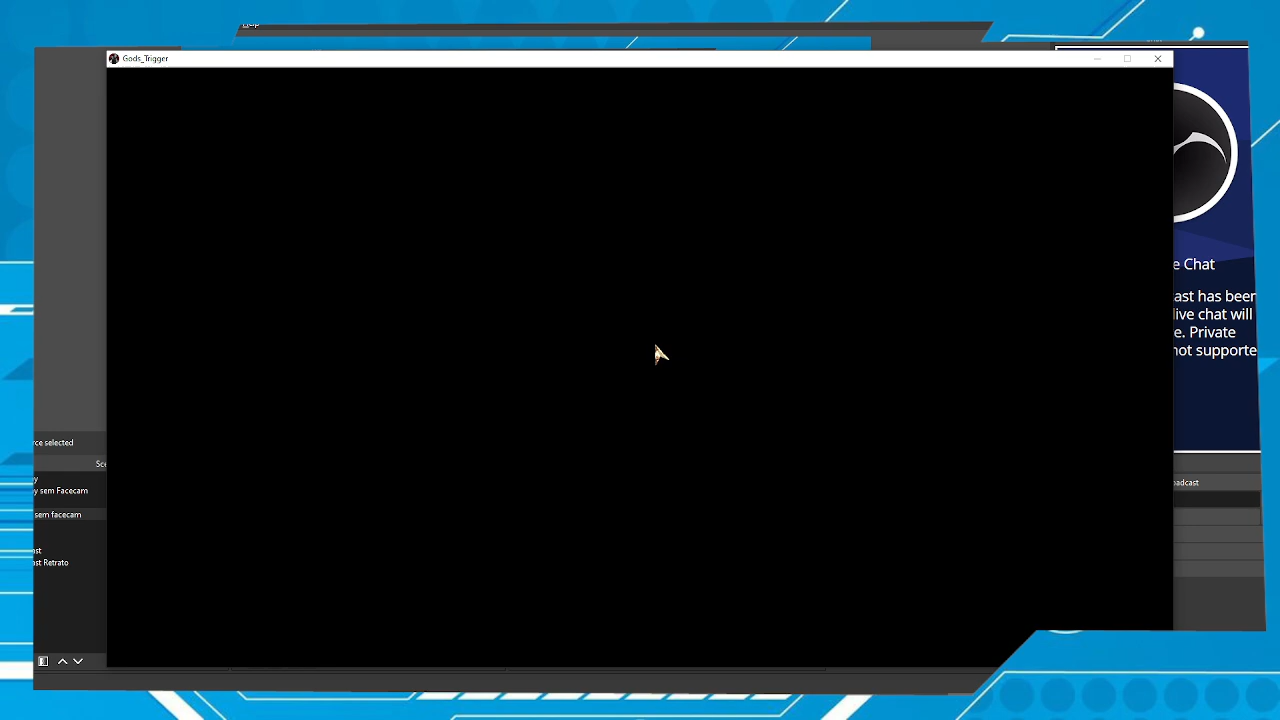 Gods_Trigger
e Chat
ast has been
live chat will
e. Private
not supporte
rce selected
Sce
y
y sem Facecam
sem facecam
adcast
st
st Retrato